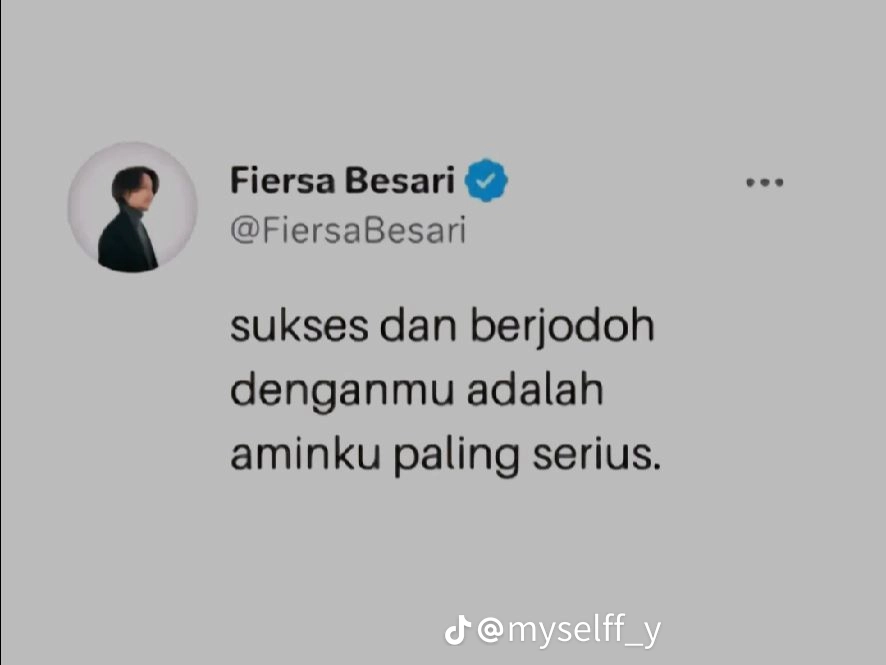 Fiersa Besari
@FiersaBesari
sukses dan berjodoh
denganmu adalah
aminku paling serius.
@myselff_y